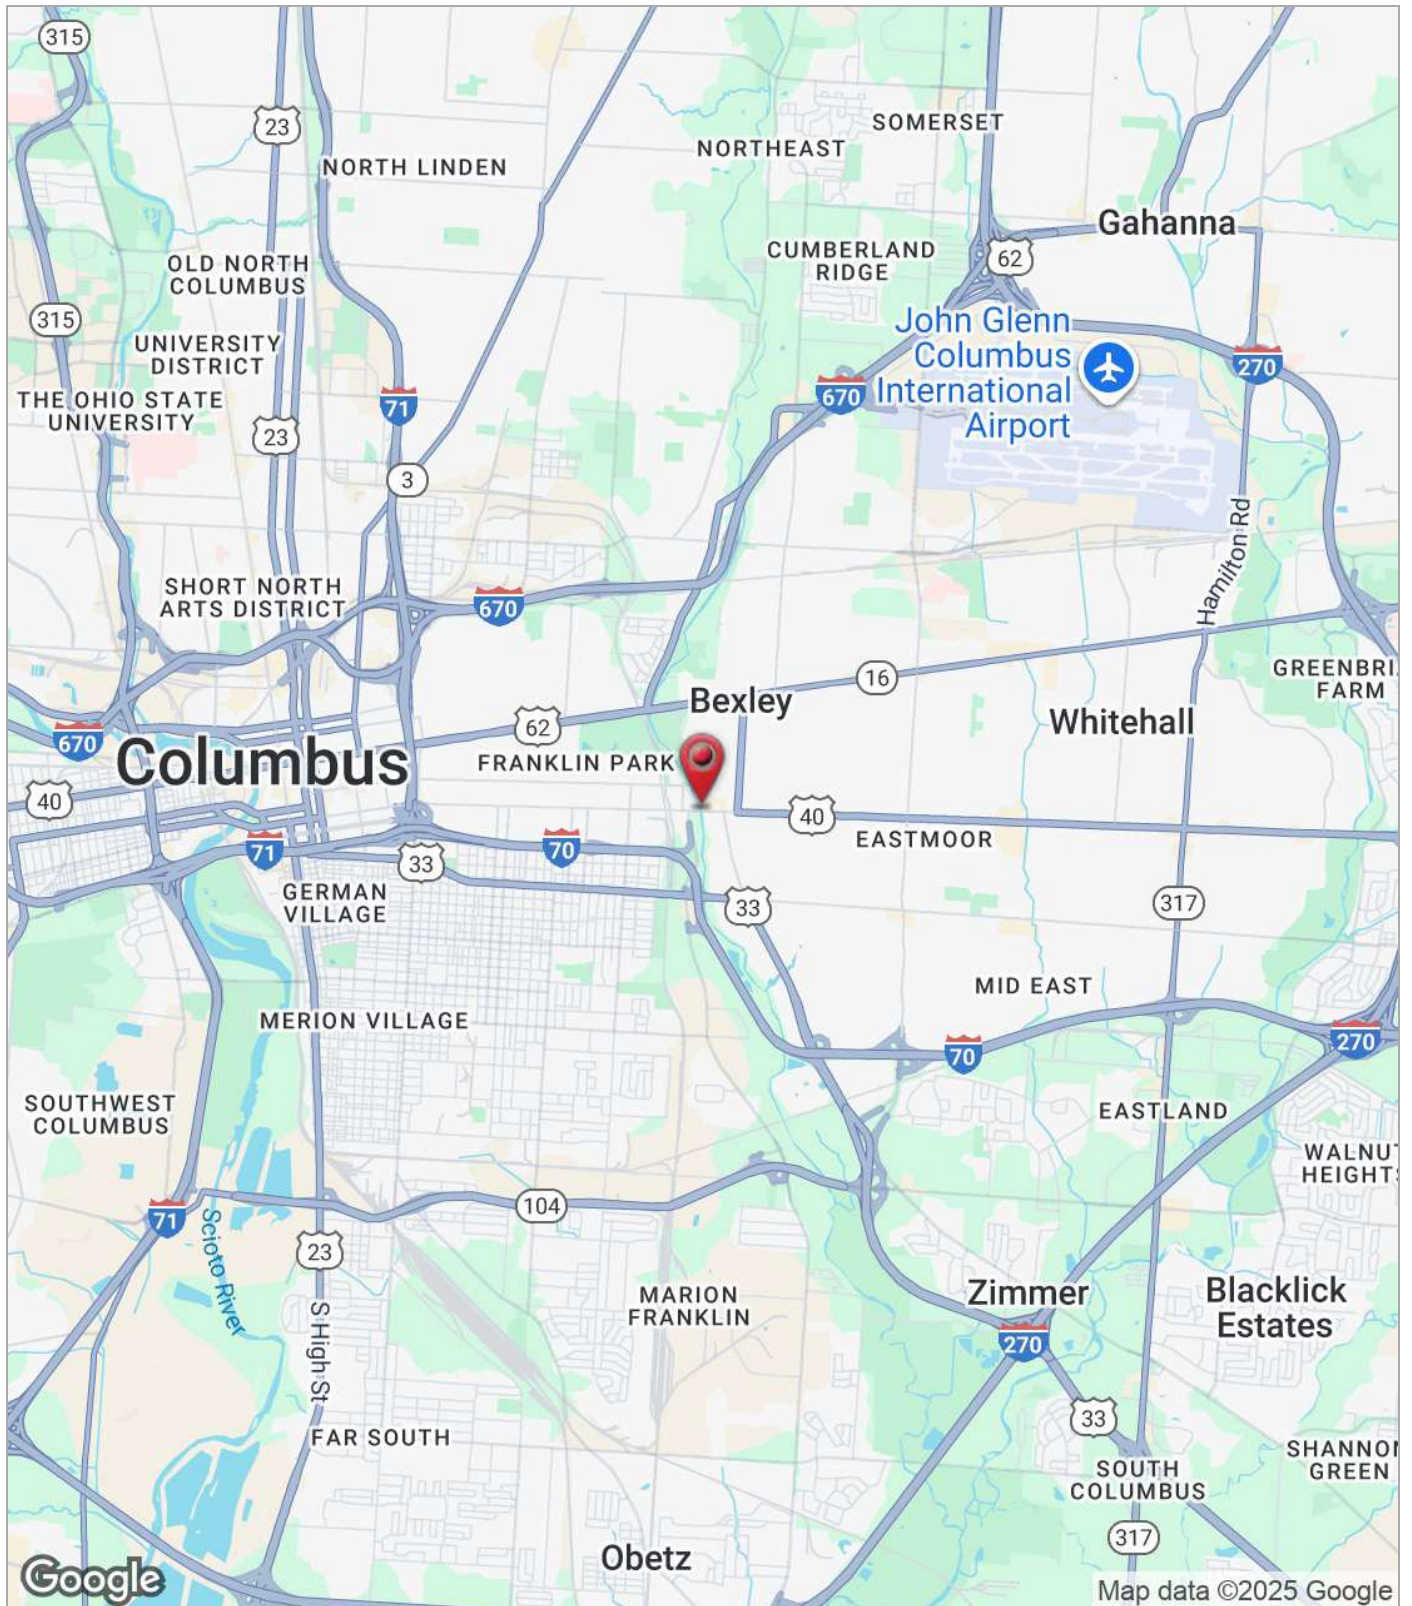 315
23
SOMERSET
NORTHEAST
NORTH LINDEN
Gahanna
62
CUMBERLAND
RIDGE
OLD NORTH
COLUMBUS
315
John Glenn
Columbus
International
Airport
UNIVERSITY
DISTRICT
270
THE OHIO STATE
UNIVERSITY
71
670
23
3
Hamilton Rd
SHORT NORTH
ARTS DISTRICT
670
16
GREENBRI
FARM
Bexley
Whitehall
62
670
Columbus
FRANKLIN PARK
40
40
EASTMOOR
71
33
70
GERMAN
VILLAGE
33
317
MID EAST
MERION VILLAGE
70
270
SOUTHWEST
COLUMBUS
EASTLAND
WALNUT
HEIGHTS
71
104
Scioto River
23
MARION
FRANKLIN
Zimmer
Blacklick
Estates
270
S High St
33
FAR SOUTH
SHANNON
GREEN
SOUTH
COLUMBUS
317
Obetz
Google
Map data ©2025 Google